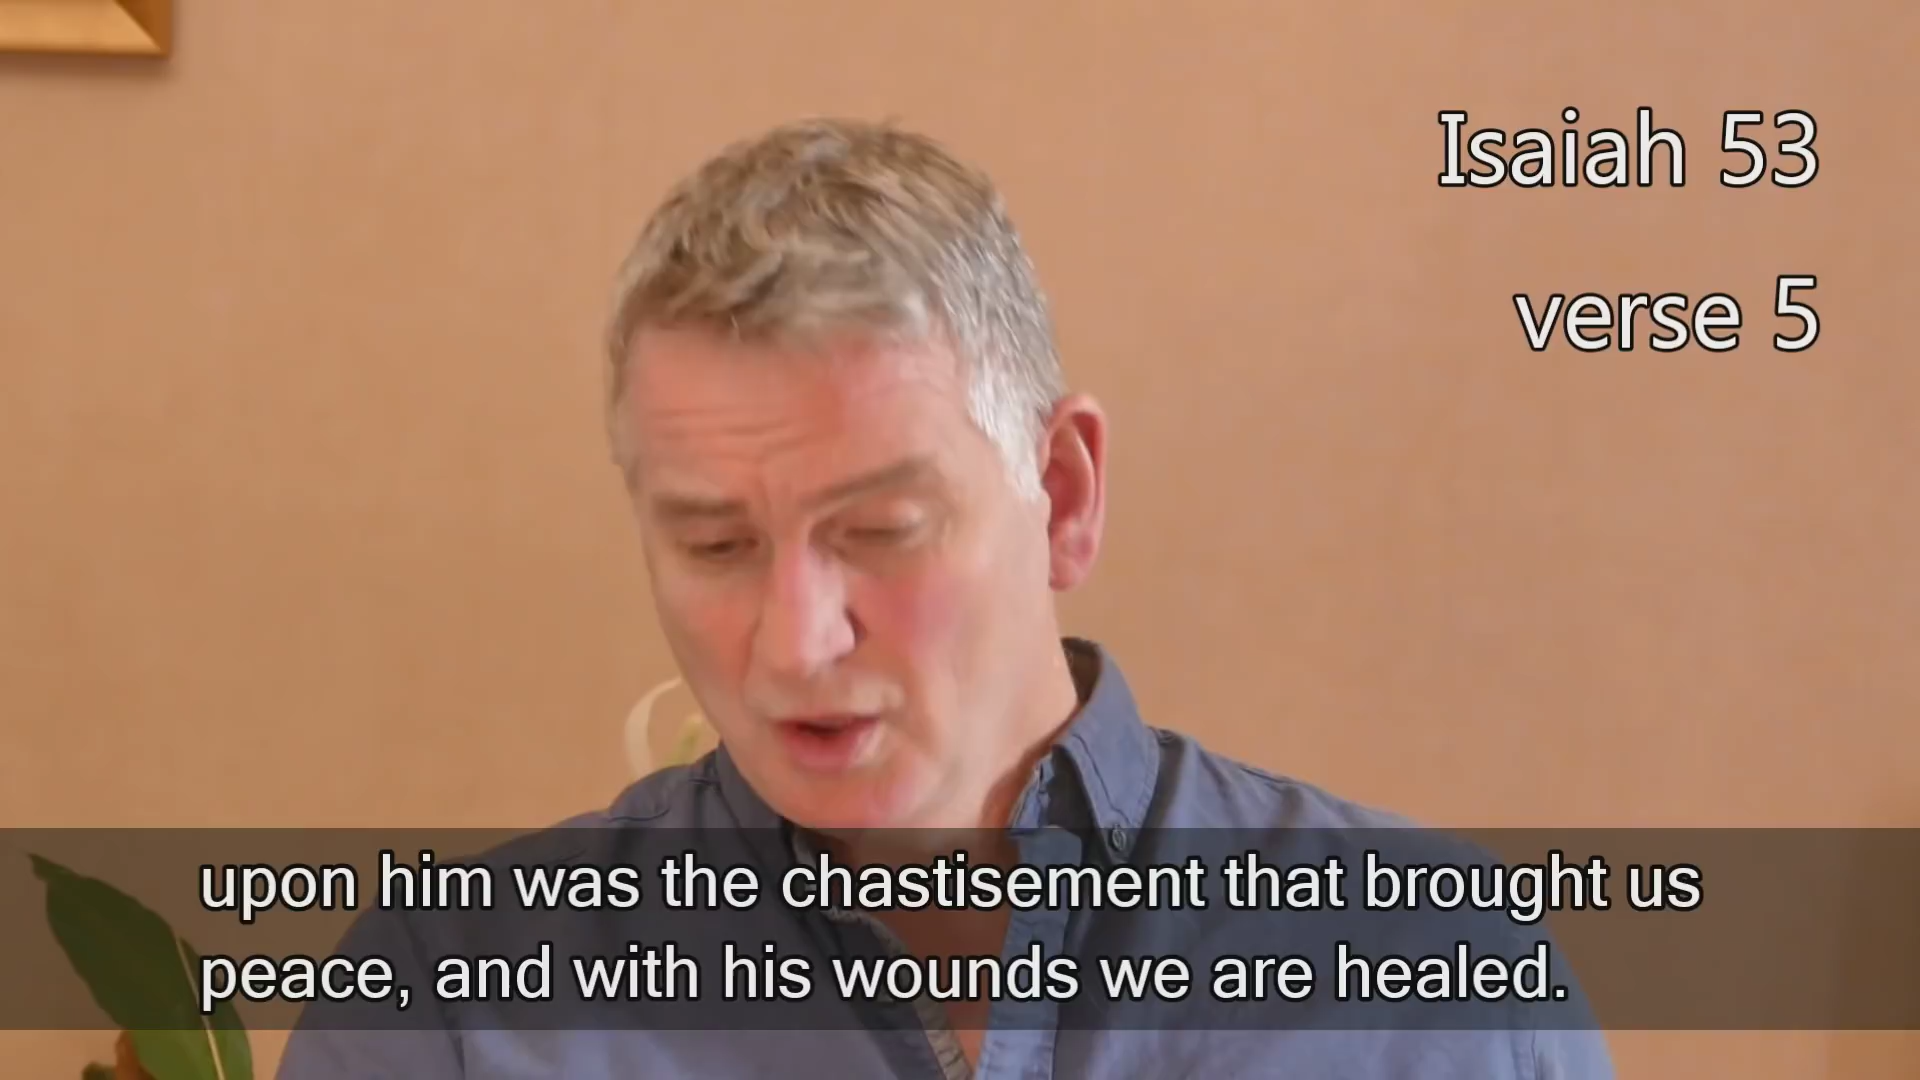 Isaiah 53
verse 5
upon him was the chastisement that brought us
peace, and with his wounds we are healed.